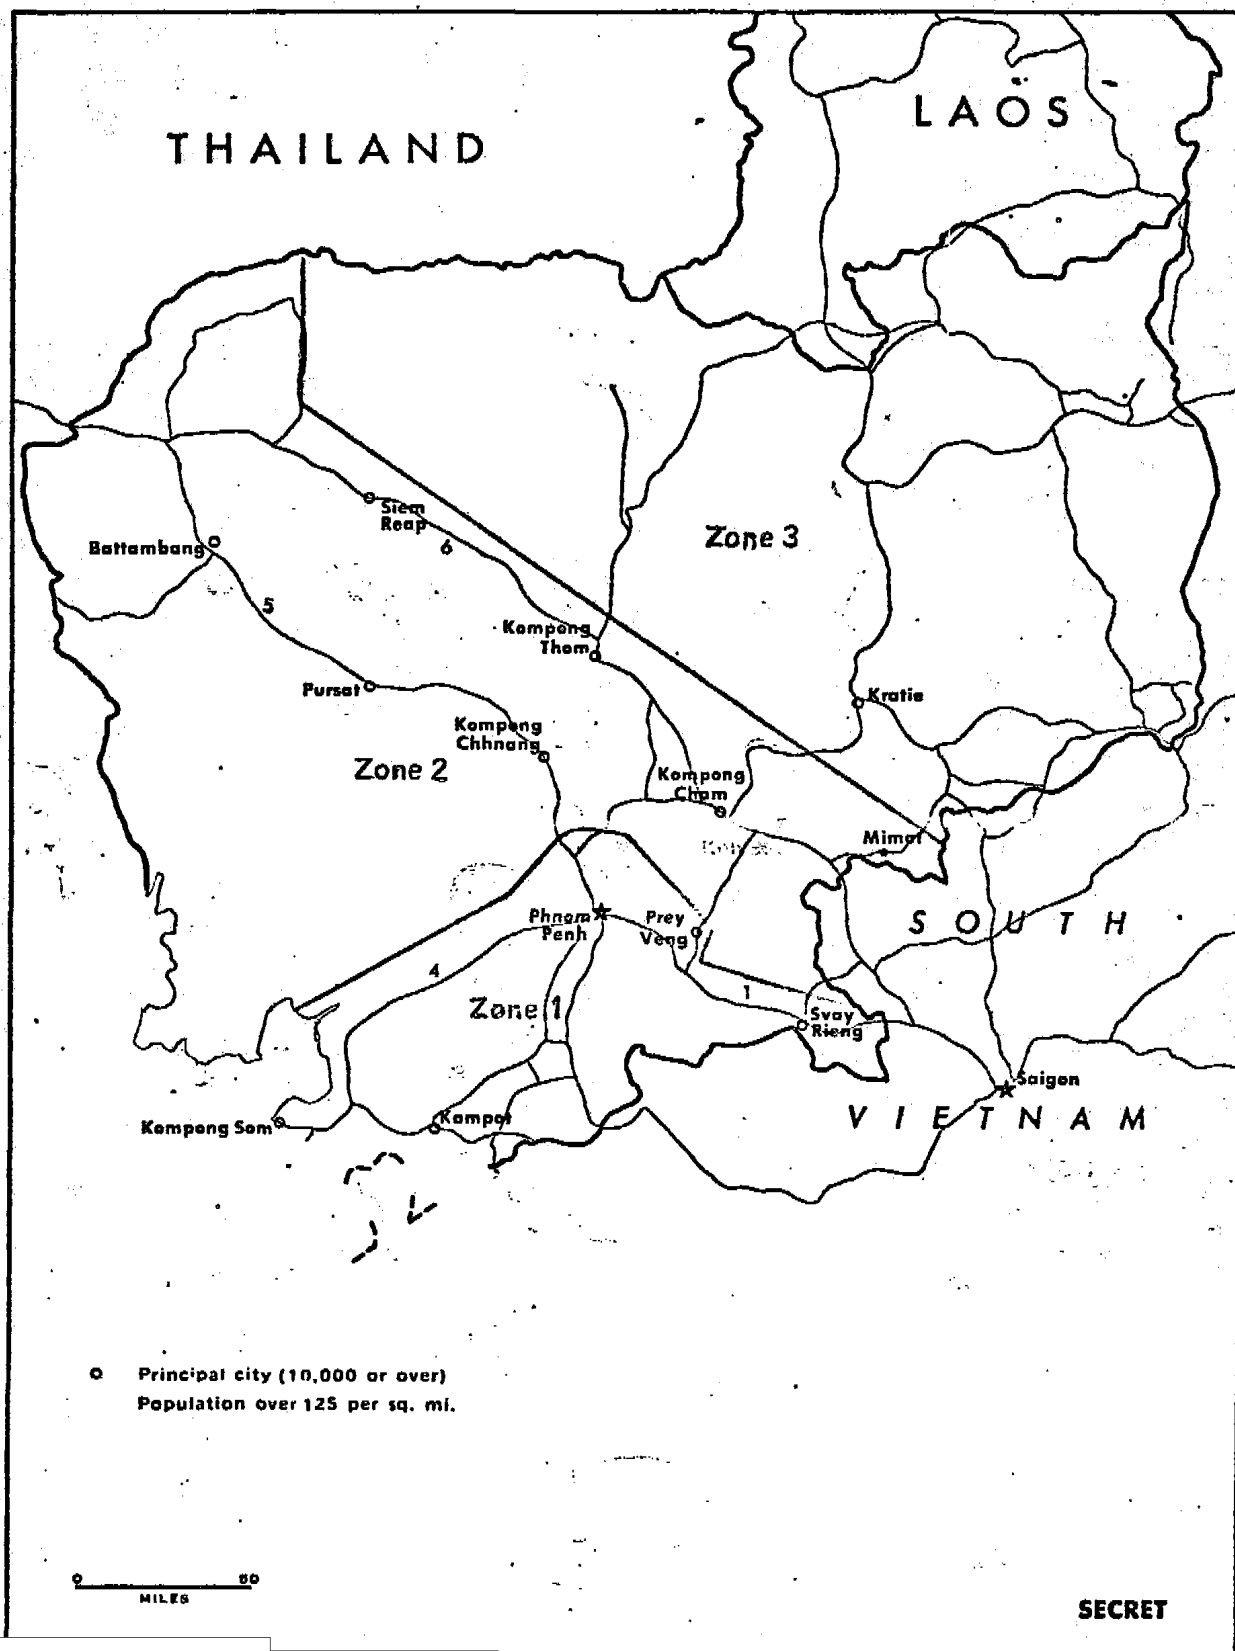 THAILAND
LAOS
Siem
Reap
6
Zone 3
Battambang
5
Kompong
Thom
Pursat
Kratie
Kompong
Chhnang
Zone 2
Kompong
Cham
Mimot
Phnom
Penh
Prey
Veng
SOUTH
4
Zone 1
1
Svay
Rieng
Saigon
Kompong Som
Kampot
VIETNAM
Principal city (10,000 or over)
Population over 125 per sq. mi.
0
MILES
SECRET